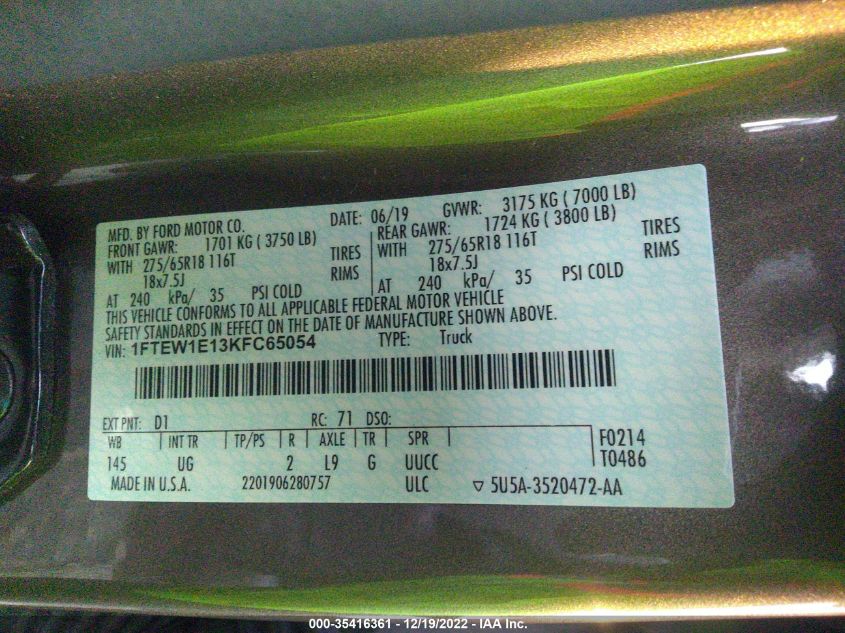 MFD. BY FORD MOTOR CO. DATE: 06/19 GVWR: 3175 KG ( 7000 LB)
FRONT GAWR: 1701 KG ( 3750 LB) REAR GAWR: 1724 KG ( 3800 LB)
WITH 275/65R18 116T TIRES WITH 275/65R18 116T TIRES
18x7.5J RIMS 18x7.5J RIMS
AT 240 kPa/ 35 PSI COLD AT 240 kPa/ 35 PSI COLD
THIS VEHICLE CONFORMS TO ALL APPLICABLE FEDERAL MOTOR VEHICLE
SAFETY STANDARDS IN EFFECT ON THE DATE OF MANUFACTURE SHOWN ABOVE.
VIN: 1FTEW1E13KFC65054 TYPE: Truck
EXT PNT: D1 RC: 71 DSO:
WB INT TR TP/PS R AXLE TR SPR F0214
145 UG 2 L9 G UUCC T0486
MADE IN U.S.A. 2201906280757 ULC ▽ 5U5A-3520472-AA
000-35416361 - 12/19/2022 - IAA Inc.